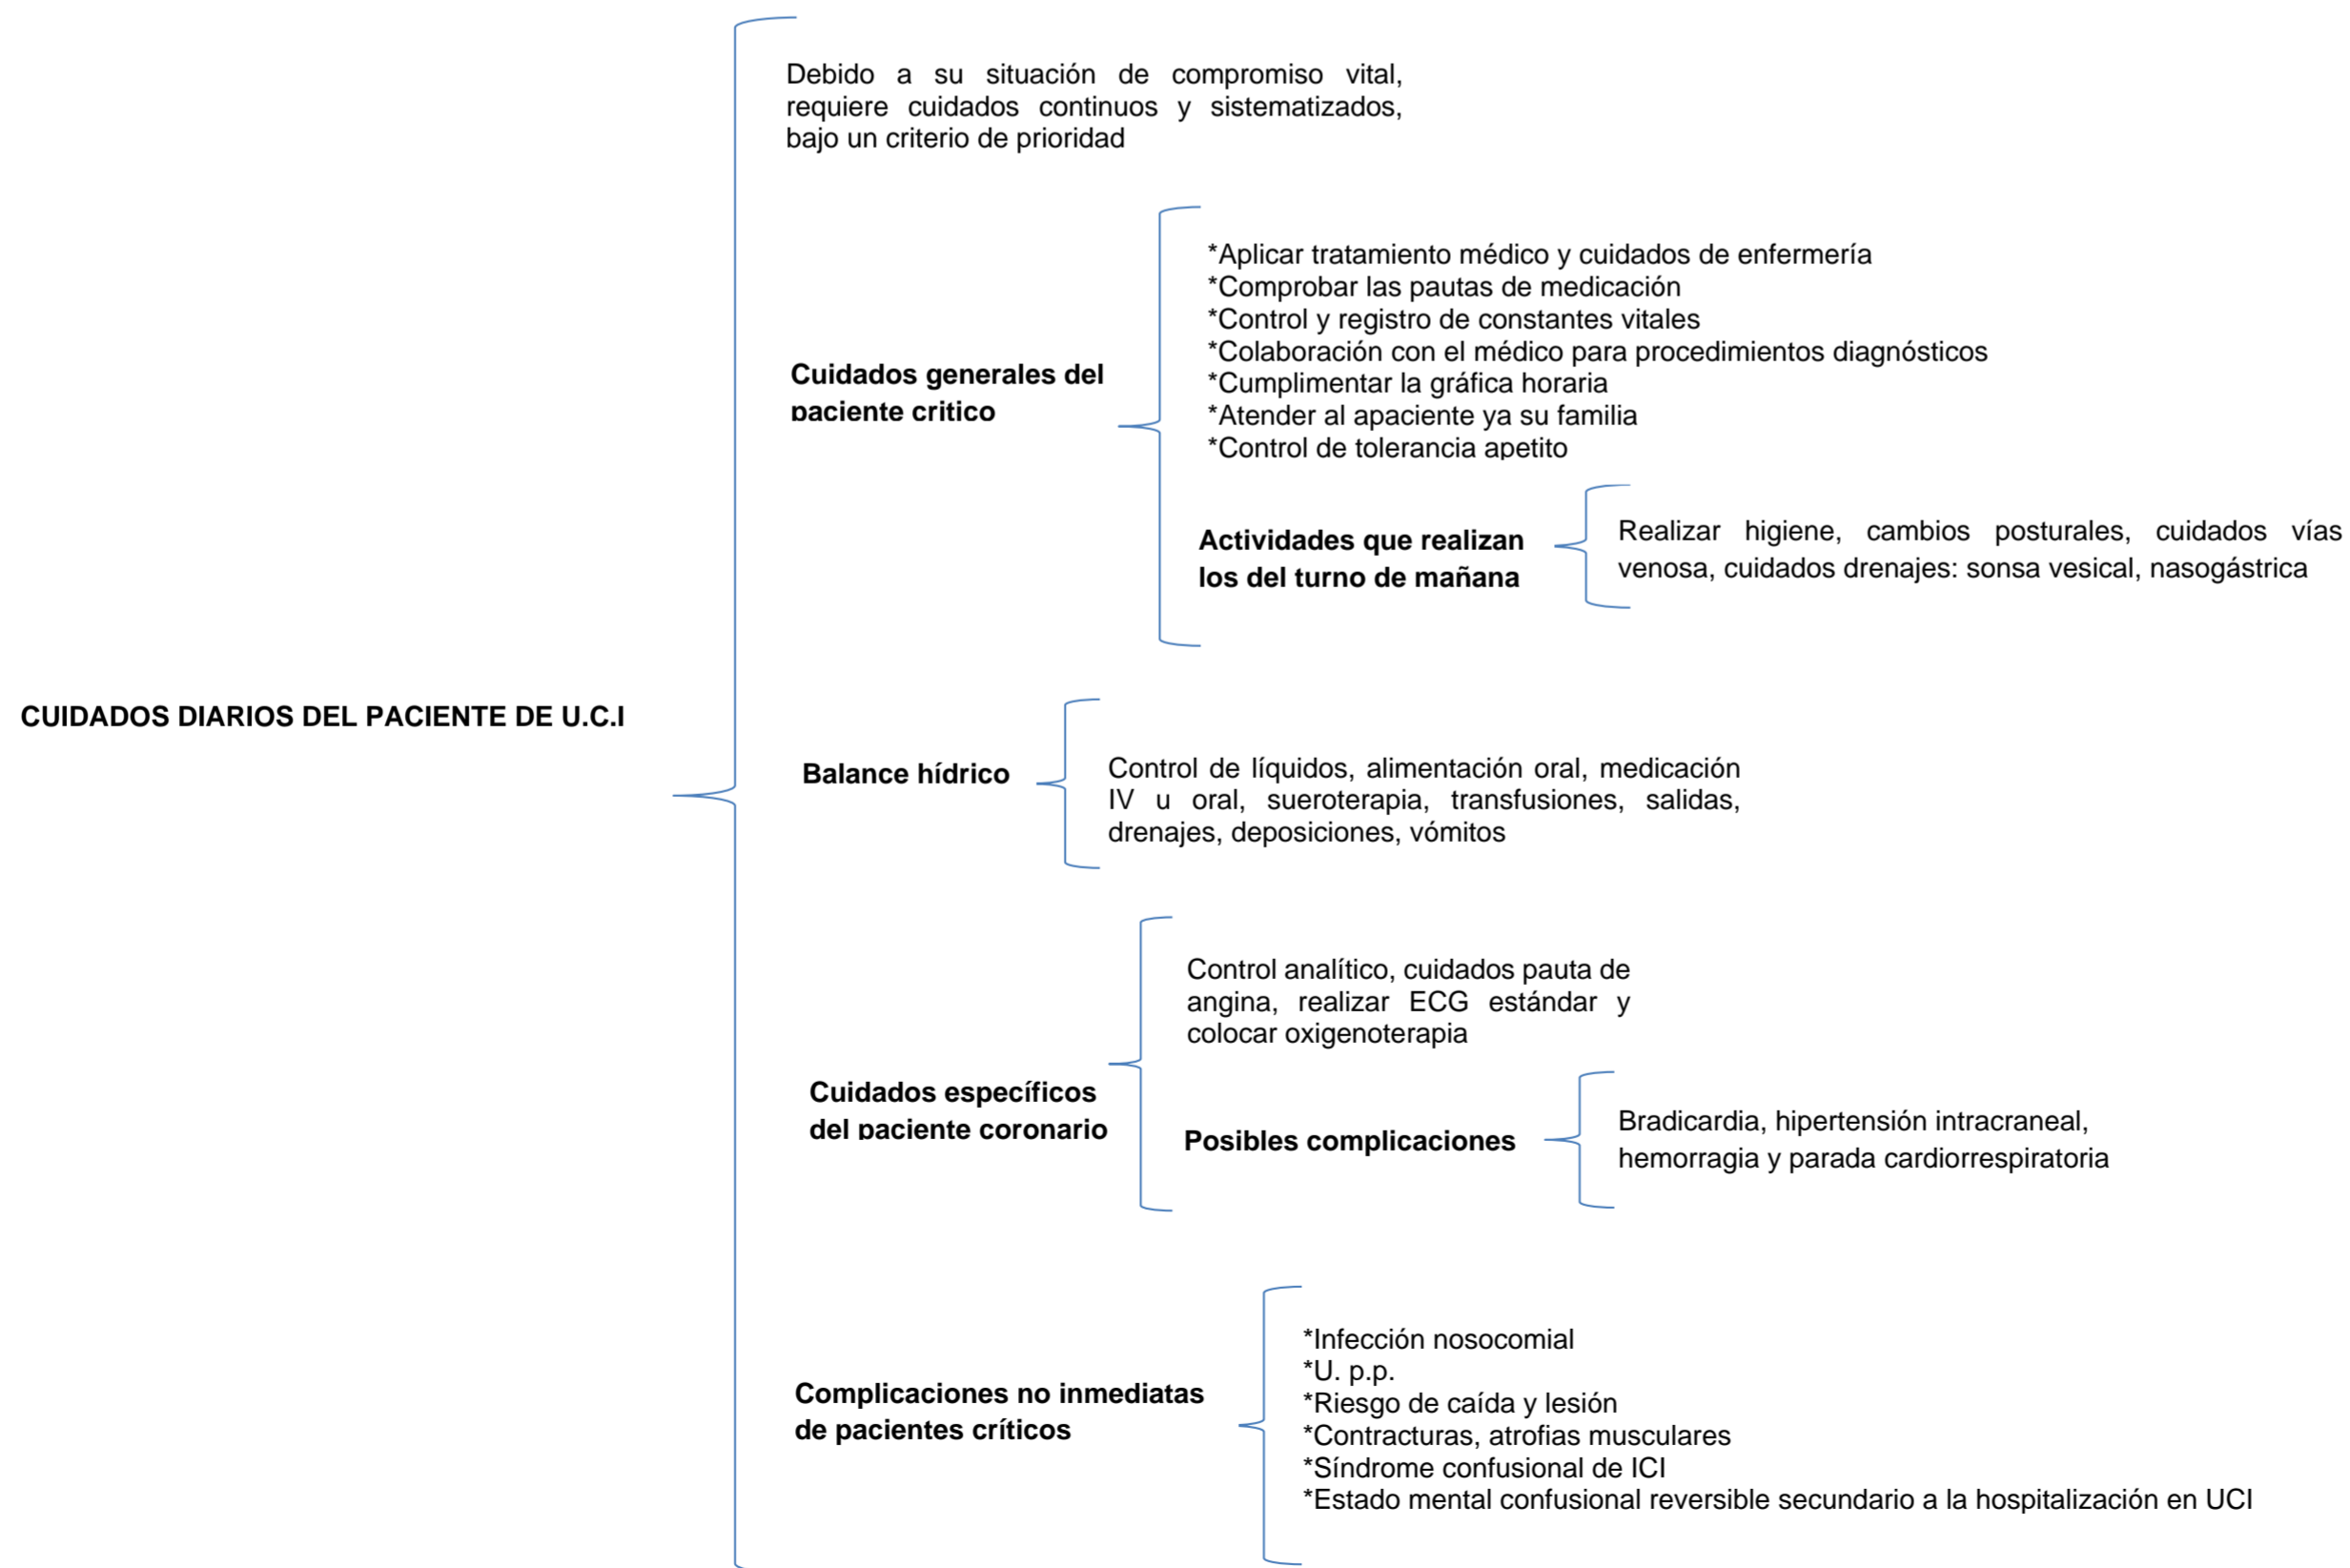 Debido a su situación de compromiso vital,
requiere cuidados continuos y sistematizados,
bajo un criterio de prioridad
*Aplicar tratamiento médico y cuidados de enfermería
*Comprobar las pautas de medicación
*Control y registro de constantes vitales
*Colaboración con el médico para procedimientos diagnósticos
*Cumplimentar la gráfica horaria
*Atender al apaciente ya su familia
*Control de tolerancia apetito
Cuidados generales del
paciente critico
Actividades que realizan
los del turno de mañana
Realizar higiene, cambios posturales, cuidados vías
venosa, cuidados drenajes: sonsa vesical, nasogástrica
CUIDADOS DIARIOS DEL PACIENTE DE U.C.I
Balance hídrico
Control de líquidos, alimentación oral, medicación
IV u oral, sueroterapia, transfusiones, salidas,
drenajes, deposiciones, vómitos
Control analítico, cuidados pauta de
angina, realizar ECG estándar y
colocar oxigenoterapia
Cuidados específicos
del paciente coronario
Posibles complicaciones
Bradicardia, hipertensión intracraneal,
hemorragia y parada cardiorrespiratoria
Complicaciones no inmediatas
de pacientes críticos
*Infección nosocomial
*U. p.p.
*Riesgo de caída y lesión
*Contracturas, atrofias musculares
*Síndrome confusional de ICI
*Estado mental confusional reversible secundario a la hospitalización en UCI